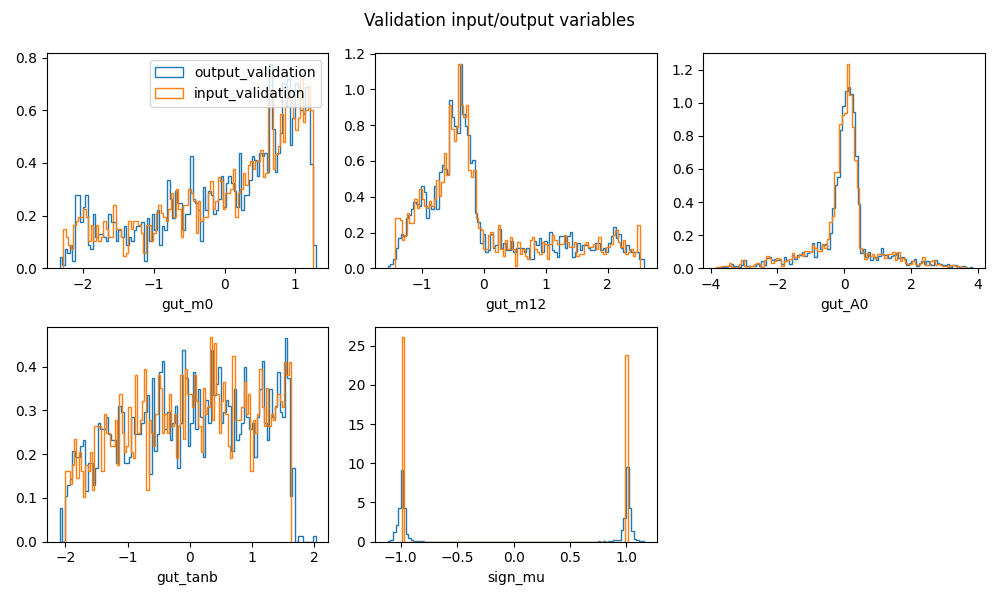 Validation input/output variables
output_validation
input_validation
0.8
0.6
0.4
0.2
0.0
−2 −1 0 1
gut_m0
1.2
1.0
0.8
0.6
0.4
0.2
0.0
−1 0 1 2
gut_m12
1.2
1.0
0.8
0.6
0.4
0.2
0.0
−4 −2 0 2 4
gut_A0
0.4
0.3
0.2
0.1
0.0
−2 −1 0 1 2
gut_tanb
25
20
15
10
5
0
−1.0 −0.5 0.0 0.5 1.0
sign_mu